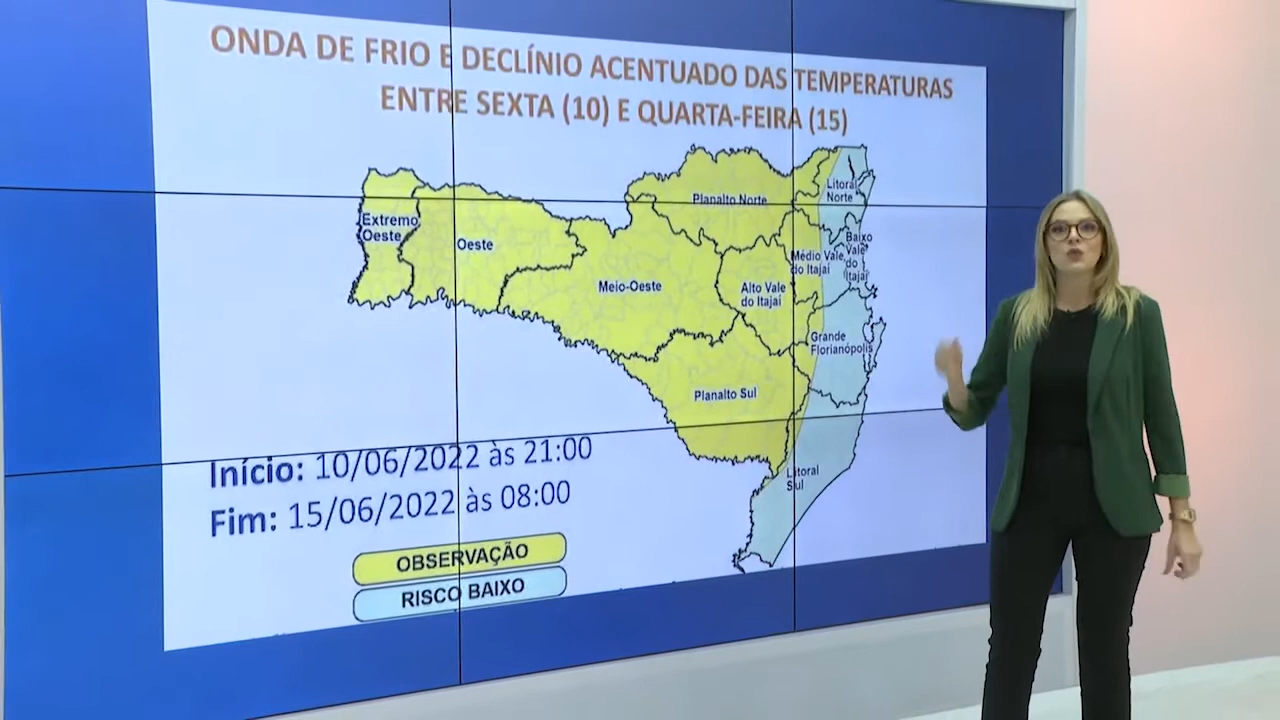 ONDA DE FRIO E DECLÍNIO ACENTUADO DAS TEMPERATURAS
ENTRE SEXTA (10) E QUARTA-FEIRA (15)
Planalto Norte
Litoral
Norte
Extremo
Oeste
Oeste
Médio Vale
do Itajaí
Baixo
Vale
do
Itajaí
Meio-Oeste
Alto Vale
do Itajaí
Grande
Florianópolis
Planalto Sul
Litoral
Sul
Início: 10/06/2022 às 21:00
Fim: 15/06/2022 às 08:00
OBSERVAÇÃO
RISCO BAIXO